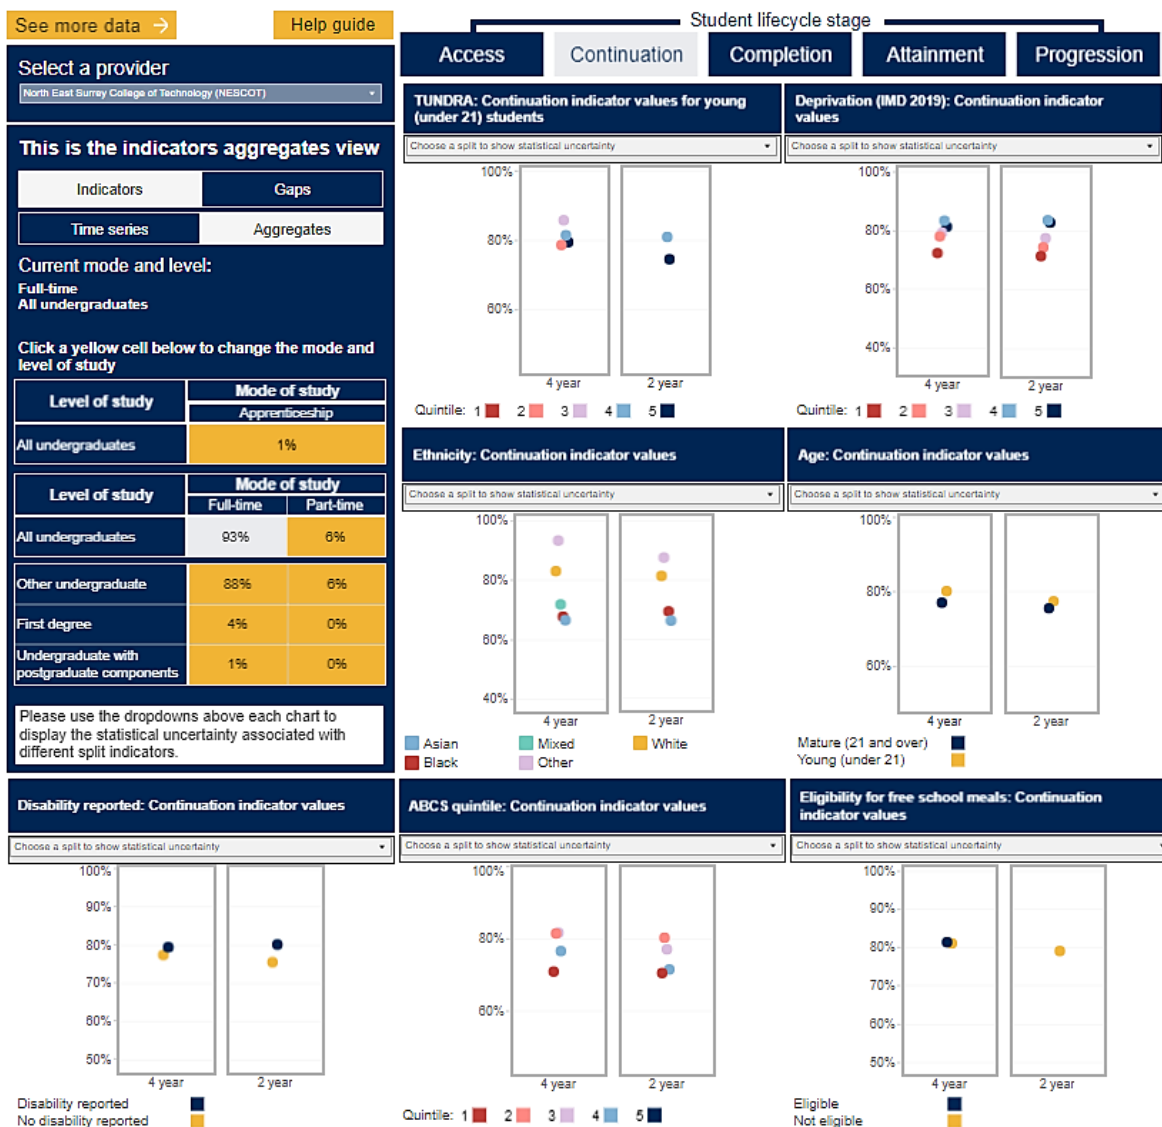 See more data →
Help guide
Student lifecycle stage
Access
Continuation
Completion
Attainment
Progression
Select a provider
North East Surrey College of Technology (NESCOT)
This is the indicators aggregates view
Indicators
Gaps
Time series
Aggregates
Current mode and level:
Full-time
All undergraduates
Click a yellow cell below to change the mode and
level of study
Level of study
Mode of study
Apprenticeship
All undergraduates
1%
Level of study
Mode of study
Full-time
Part-time
All undergraduates
93%
6%
Other undergraduate
88%
6%
First degree
4%
0%
Undergraduate with
postgraduate components
1%
0%
Please use the dropdowns above each chart to
display the statistical uncertainty associated with
different split indicators.
TUNDRA: Continuation indicator values for young
(under 21) students
Choose a split to show statistical uncertainty
100%
80%
60%
4 year
2 year
Quintile: 1 2 3 4 5
Deprivation (IMD 2019): Continuation indicator
values
Choose a split to show statistical uncertainty
100%
80%
60%
40%
4 year
2 year
Quintile: 1 2 3 4 5
Ethnicity: Continuation indicator values
Choose a split to show statistical uncertainty
100%
80%
60%
40%
4 year
2 year
Asian
Mixed
White
Black
Other
Age: Continuation indicator values
Choose a split to show statistical uncertainty
100%
80%
60%
4 year
2 year
Mature (21 and over)
Young (under 21)
Disability reported: Continuation indicator values
Choose a split to show statistical uncertainty
100%
90%
80%
70%
60%
50%
4 year
2 year
Disability reported
No disability reported
ABCS quintile: Continuation indicator values
Choose a split to show statistical uncertainty
100%
80%
60%
4 year
2 year
Quintile: 1 2 3 4 5
Eligibility for free school meals: Continuation
indicator values
Choose a split to show statistical uncertainty
100%
90%
80%
70%
60%
50%
4 year
2 year
Eligible
Not eligible